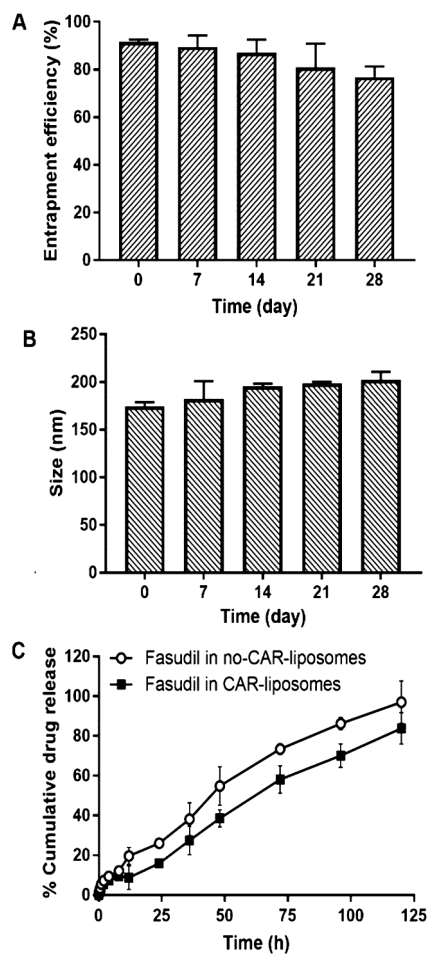 A
Entrapment efficiency (%)
100
80
60
40
20
0
0 7 14 21 28
Time (day)
B
Size (nm)
250
200
150
100
50
0
0 7 14 21 28
Time (day)
C
% Cumulative drug release
120
100
80
60
40
20
0
Fasudil in no-CAR-liposomes
Fasudil in CAR-liposomes
0 25 50 75 100 125
Time (h)